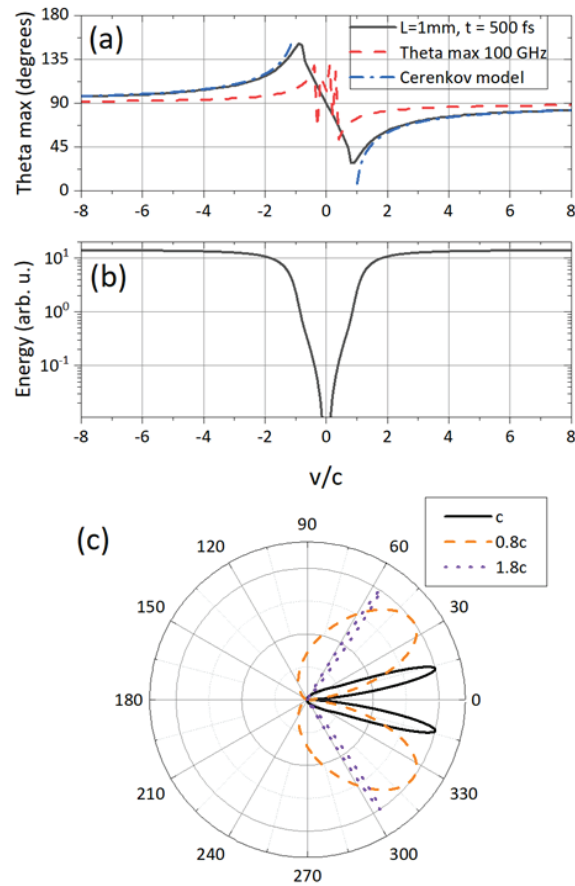 (a)
L=1mm, t = 500 fs
Theta max 100 GHz
Cerenkov model
Theta max (degrees)
180
135
90
45
0
-8 -6 -4 -2 0 2 4 6 8
(b)
Energy (arb. u.)
10¹
10⁰
10⁻¹
-8 -6 -4 -2 0 2 4 6 8
v/c
(c)
c
0.8c
1.8c
90
120 60
150 30
180 0
210 330
240 300
270